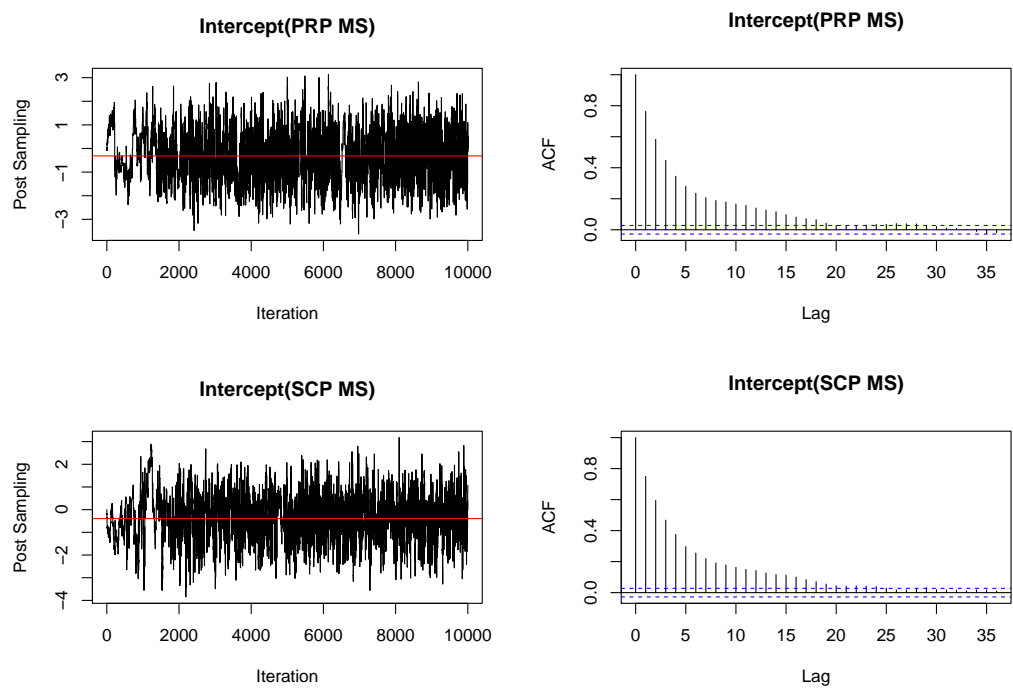 Intercept(PRP MS)
Post Sampling
3
1
−1
−3
0 2000 4000 6000 8000 10000
Iteration
Intercept(PRP MS)
ACF
0.8
0.4
0.0
0 5 10 15 20 25 30 35
Lag
Intercept(SCP MS)
Post Sampling
2
0
−2
−4
0 2000 4000 6000 8000 10000
Iteration
Intercept(SCP MS)
ACF
0.8
0.4
0.0
0 5 10 15 20 25 30 35
Lag